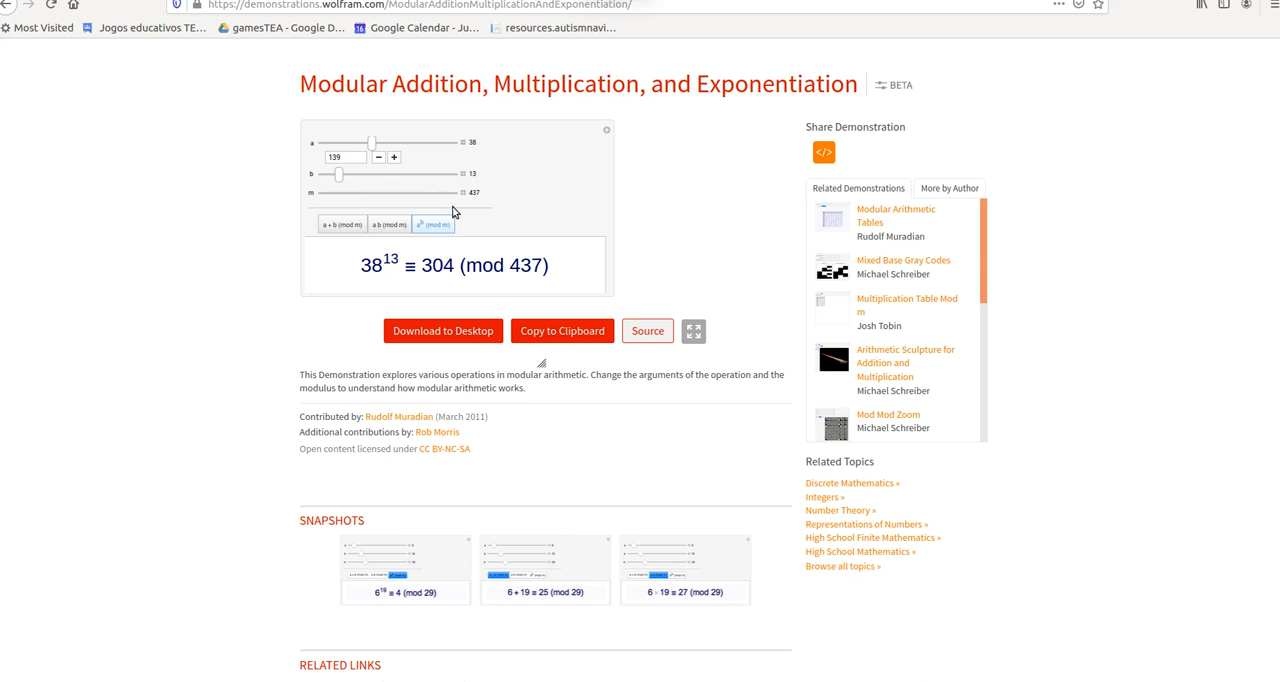 https://demonstrations.wolfram.com/ModularAdditionMultiplicationAndExponentiation/
Most Visited Jogos educativos TE... gamesTEA - Google D... 16 Google Calendar - Ju... resources.autismnavi...
Modular Addition, Multiplication, and Exponentiation BETA
a 38
139 − +
b 13
m 437
a + b (mod m) a b (mod m) a^b (mod m)
38^13 ≡ 304 (mod 437)
Download to Desktop Copy to Clipboard Source
This Demonstration explores various operations in modular arithmetic. Change the arguments of the operation and the
modulus to understand how modular arithmetic works.
Contributed by: Rudolf Muradian (March 2011)
Additional contributions by: Rob Morris
Open content licensed under CC BY-NC-SA
SNAPSHOTS
6^19 ≡ 4 (mod 29) 6 + 19 ≡ 25 (mod 29) 6 × 19 ≡ 27 (mod 29)
RELATED LINKS
Share Demonstration
</>
Related Demonstrations More by Author
Modular Arithmetic
Tables
Rudolf Muradian
Mixed Base Gray Codes
Michael Schreiber
Multiplication Table Mod
m
Josh Tobin
Arithmetic Sculpture for
Addition and
Multiplication
Michael Schreiber
Mod Mod Zoom
Michael Schreiber
Related Topics
Discrete Mathematics »
Integers »
Number Theory »
Representations of Numbers »
High School Finite Mathematics »
High School Mathematics »
Browse all topics »